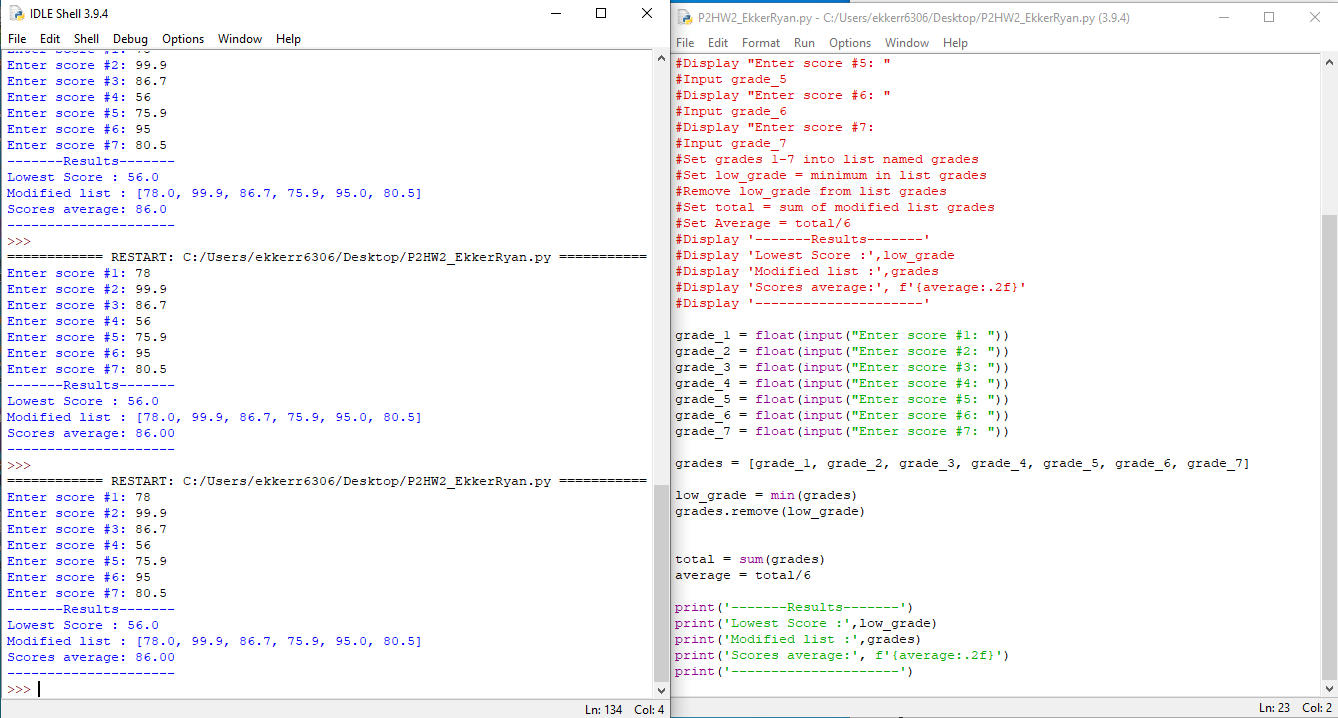 IDLE Shell 3.9.4
File Edit Shell Debug Options Window Help
Enter score #1: 78
Enter score #2: 99.9
Enter score #3: 86.7
Enter score #4: 56
Enter score #5: 75.9
Enter score #6: 95
Enter score #7: 80.5
-------Results-------
Lowest Score : 56.0
Modified list : [78.0, 99.9, 86.7, 75.9, 95.0, 80.5]
Scores average: 86.0
---------------------
>>>
============ RESTART: C:/Users/ekkerr6306/Desktop/P2HW2_EkkerRyan.py ===========
Enter score #1: 78
Enter score #2: 99.9
Enter score #3: 86.7
Enter score #4: 56
Enter score #5: 75.9
Enter score #6: 95
Enter score #7: 80.5
-------Results-------
Lowest Score : 56.0
Modified list : [78.0, 99.9, 86.7, 75.9, 95.0, 80.5]
Scores average: 86.00
---------------------
>>>
============ RESTART: C:/Users/ekkerr6306/Desktop/P2HW2_EkkerRyan.py ===========
Enter score #1: 78
Enter score #2: 99.9
Enter score #3: 86.7
Enter score #4: 56
Enter score #5: 75.9
Enter score #6: 95
Enter score #7: 80.5
-------Results-------
Lowest Score : 56.0
Modified list : [78.0, 99.9, 86.7, 75.9, 95.0, 80.5]
Scores average: 86.00
---------------------
>>>
Ln: 134 Col: 4
P2HW2_EkkerRyan.py - C:/Users/ekkerr6306/Desktop/P2HW2_EkkerRyan.py (3.9.4)
File Edit Format Run Options Window Help
#Display "Enter score #5: "
#Input grade_5
#Display "Enter score #6: "
#Input grade_6
#Display "Enter score #7:
#Input grade_7
#Set grades 1-7 into list named grades
#Set low_grade = minimum in list grades
#Remove low_grade from list grades
#Set total = sum of modified list grades
#Set Average = total/6
#Display '-------Results-------'
#Display 'Lowest Score :',low_grade
#Display 'Modified list :',grades
#Display 'Scores average:', f'{average:.2f}'
#Display '---------------------'
grade_1 = float(input("Enter score #1: "))
grade_2 = float(input("Enter score #2: "))
grade_3 = float(input("Enter score #3: "))
grade_4 = float(input("Enter score #4: "))
grade_5 = float(input("Enter score #5: "))
grade_6 = float(input("Enter score #6: "))
grade_7 = float(input("Enter score #7: "))
grades = [grade_1, grade_2, grade_3, grade_4, grade_5, grade_6, grade_7]
low_grade = min(grades)
grades.remove(low_grade)
total = sum(grades)
average = total/6
print('-------Results-------')
print('Lowest Score :',low_grade)
print('Modified list :',grades)
print('Scores average:', f'{average:.2f}')
print('---------------------')
Ln: 23 Col: 2